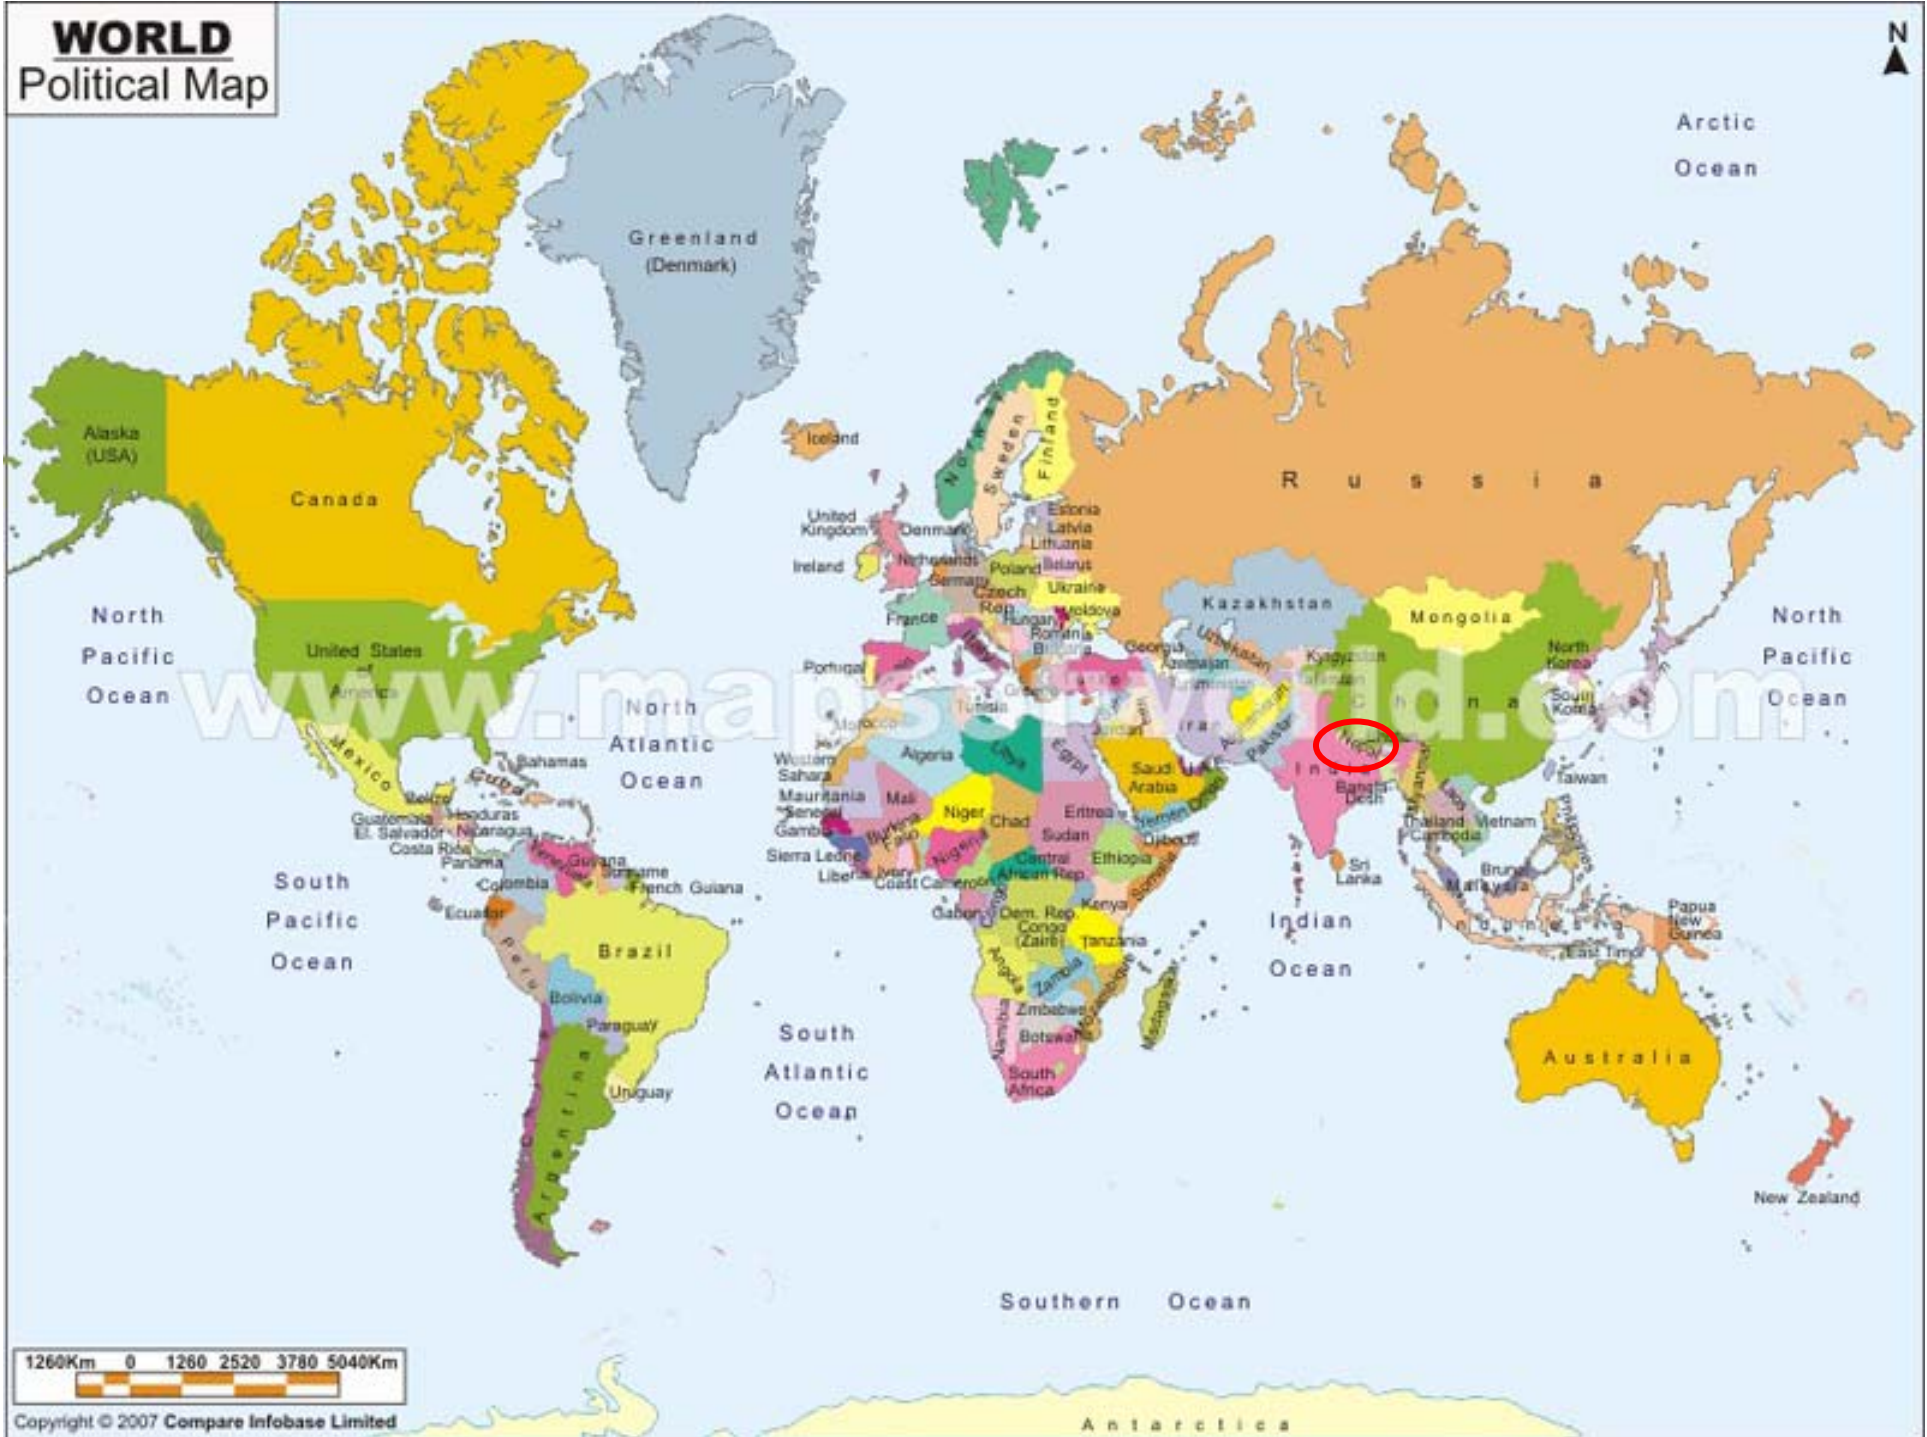 WORLD
Political Map
N
Arctic
Ocean
Greenland
(Denmark)
Alaska
(USA)
Canada
Iceland
Norway
Sweden
Finland
Russia
United
Kingdom
Denmark
Estonia
Latvia
Lithuania
Ireland
Netherlands
Germany
Poland
Belarus
Czech
Rep
Ukraine
Moldova
France
Hungary
Romania
Bulgaria
Italy
Portugal
Georgia
Azerbaijan
Kazakhstan
Mongolia
Uzbekistan
Kyrgyzstan
North
Korea
South
Korea
China
North
Pacific
Ocean
United States
of
America
North
Pacific
Ocean
www.mapsofworld.com
North
Atlantic
Ocean
Mexico
Bahamas
Cuba
Belize
Guatemala
Honduras
El. Salvador
Nicaragua
Costa Rica
Panama
Venezuela
Guyana
Suriname
French Guiana
Colombia
Ecuador
Peru
Brazil
Bolivia
Paraguay
Chile
Argentina
Uruguay
South
Pacific
Ocean
Morocco
Tunisia
Algeria
Libya
Egypt
Western
Sahara
Mauritania
Mali
Niger
Chad
Sudan
Eritrea
Senegal
Gambia
Burkina
Faso
Nigeria
Sierra Leone
Liberia
Ivory
Coast
Cameroon
Central
African Rep.
Ethiopia
Djibouti
Somalia
Gabon
Congo
Dem. Rep.
Congo
(Zaire)
Kenya
Tanzania
Angola
Zambia
Zimbabwe
Mozambique
Madagaskar
Namibia
Botswana
South
Africa
Jordan
Iran
Pakistan
Saudi
Arabia
UAE
Oman
Yemen
Nepal
India
Bangla
Desh
Myanmar
Laos
Thailand
Vietnam
Cambodia
Taiwan
Philippines
Sri
Lanka
Brunei
Malaysia
Indonesia
East Timor
Papua
New
Guinea
Indian
Ocean
Australia
New Zealand
South
Atlantic
Ocean
Southern Ocean
Antarctica
1260Km 0 1260 2520 3780 5040Km
Copyright © 2007 Compare Infobase Limited